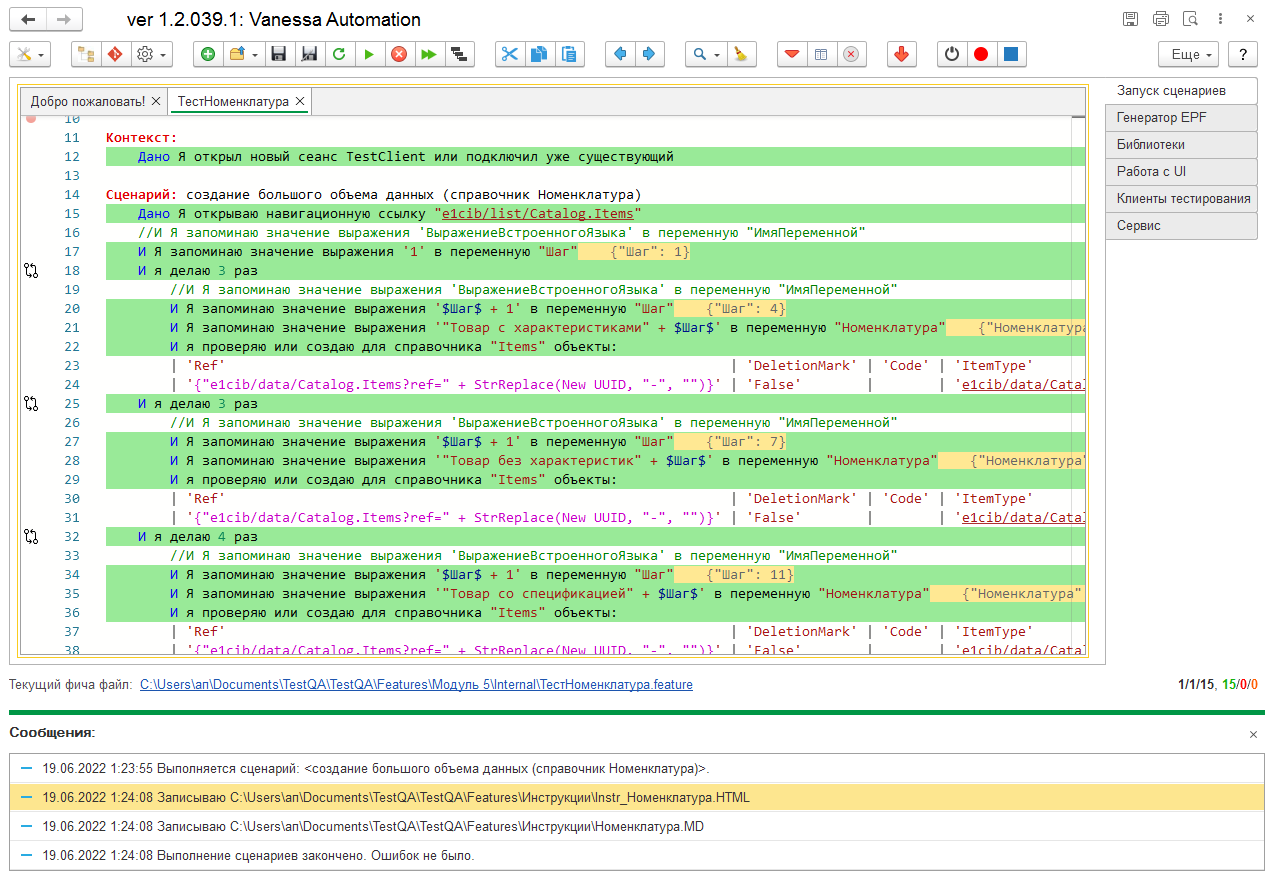 ver 1.2.039.1: Vanessa Automation
Еще
?
Добро пожаловать! ×
ТестНоменклатура ×
Запуск сценариев
Генератор EPF
Библиотеки
Работа с UI
Клиенты тестирования
Сервис
10
11 Контекст:
12 Дано Я открыл новый сеанс TestClient или подключил уже существующий
13
14 Сценарий: создание большого объема данных (справочник Номенклатура)
15 Дано Я открываю навигационную ссылку "e1cib/list/Catalog.Items"
16 //И Я запоминаю значение выражения 'ВыражениеВстроенногоЯзыка' в переменную "ИмяПеременной"
17 И Я запоминаю значение выражения '1' в переменную "Шаг" {"Шаг": 1}
18 И я делаю 3 раз
19 //И Я запоминаю значение выражения 'ВыражениеВстроенногоЯзыка' в переменную "ИмяПеременной"
20 И Я запоминаю значение выражения '$Шаг$ + 1' в переменную "Шаг" {"Шаг": 4}
21 И Я запоминаю значение выражения '"Товар с характеристиками" + $Шаг$' в переменную "Номенклатура" {"Номенклатура
22 И я проверяю или создаю для справочника "Items" объекты:
23 | 'Ref' | 'DeletionMark' | 'Code' | 'ItemType'
24 | '{"e1cib/data/Catalog.Items?ref=" + StrReplace(New UUID, "-", "")}' | 'False' | | 'e1cib/data/Catal
25 И я делаю 3 раз
26 //И Я запоминаю значение выражения 'ВыражениеВстроенногоЯзыка' в переменную "ИмяПеременной"
27 И Я запоминаю значение выражения '$Шаг$ + 1' в переменную "Шаг" {"Шаг": 7}
28 И Я запоминаю значение выражения '"Товар без характеристик" + $Шаг$' в переменную "Номенклатура" {"Номенклатура"
29 И я проверяю или создаю для справочника "Items" объекты:
30 | 'Ref' | 'DeletionMark' | 'Code' | 'ItemType'
31 | '{"e1cib/data/Catalog.Items?ref=" + StrReplace(New UUID, "-", "")}' | 'False' | | 'e1cib/data/Catal
32 И я делаю 4 раз
33 //И Я запоминаю значение выражения 'ВыражениеВстроенногоЯзыка' в переменную "ИмяПеременной"
34 И Я запоминаю значение выражения '$Шаг$ + 1' в переменную "Шаг" {"Шаг": 11}
35 И Я запоминаю значение выражения '"Товар со спецификацией" + $Шаг$' в переменную "Номенклатура" {"Номенклатура"
36 И я проверяю или создаю для справочника "Items" объекты:
37 | 'Ref' | 'DeletionMark' | 'Code' | 'ItemType'
38 | '{"e1cib/data/Catalog.Items?ref=" + StrReplace(New UUID, "-", "")}' | 'False' | | 'e1cib/data/Catal
Текущий фича файл: C:\Users\an\Documents\TestQA\TestQA\Features\Модуль 5\Internal\ТестНоменклатура.feature
1/1/15, 15/0/0
Сообщения:
19.06.2022 1:23:55 Выполняется сценарий: <создание большого объема данных (справочник Номенклатура)>.
19.06.2022 1:24:08 Записываю C:\Users\an\Documents\TestQA\TestQA\Features\Инструкции\Instr_Номенклатура.HTML
19.06.2022 1:24:08 Записываю C:\Users\an\Documents\TestQA\TestQA\Features\Инструкции\Номенклатура.MD
19.06.2022 1:24:08 Выполнение сценариев закончено. Ошибок не было.